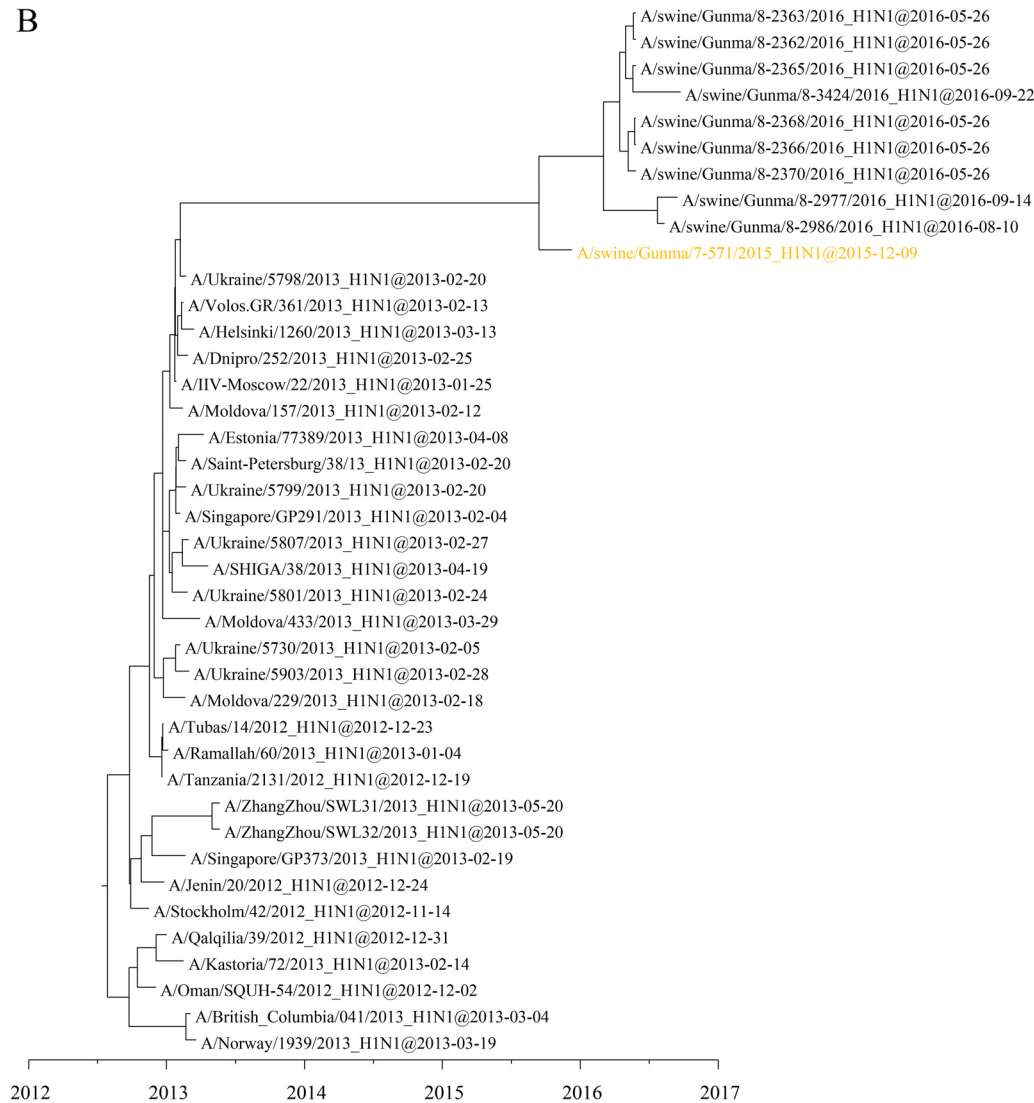 B
A/swine/Gunma/8-2363/2016_H1N1@2016-05-26
A/swine/Gunma/8-2362/2016_H1N1@2016-05-26
A/swine/Gunma/8-2365/2016_H1N1@2016-05-26
A/swine/Gunma/8-3424/2016_H1N1@2016-09-22
A/swine/Gunma/8-2368/2016_H1N1@2016-05-26
A/swine/Gunma/8-2366/2016_H1N1@2016-05-26
A/swine/Gunma/8-2370/2016_H1N1@2016-05-26
A/swine/Gunma/8-2977/2016_H1N1@2016-09-14
A/swine/Gunma/8-2986/2016_H1N1@2016-08-10
A/swine/Gunma/7-571/2015_H1N1@2015-12-09
A/Ukraine/5798/2013_H1N1@2013-02-20
A/Volos.GR/361/2013_H1N1@2013-02-13
A/Helsinki/1260/2013_H1N1@2013-03-13
A/Dnipro/252/2013_H1N1@2013-02-25
A/IIV-Moscow/22/2013_H1N1@2013-01-25
A/Moldova/157/2013_H1N1@2013-02-12
A/Estonia/77389/2013_H1N1@2013-04-08
A/Saint-Petersburg/38/13_H1N1@2013-02-20
A/Ukraine/5799/2013_H1N1@2013-02-20
A/Singapore/GP291/2013_H1N1@2013-02-04
A/Ukraine/5807/2013_H1N1@2013-02-27
A/SHIGA/38/2013_H1N1@2013-04-19
A/Ukraine/5801/2013_H1N1@2013-02-24
A/Moldova/433/2013_H1N1@2013-03-29
A/Ukraine/5730/2013_H1N1@2013-02-05
A/Ukraine/5903/2013_H1N1@2013-02-28
A/Moldova/229/2013_H1N1@2013-02-18
A/Tubas/14/2012_H1N1@2012-12-23
A/Ramallah/60/2013_H1N1@2013-01-04
A/Tanzania/2131/2012_H1N1@2012-12-19
A/ZhangZhou/SWL31/2013_H1N1@2013-05-20
A/ZhangZhou/SWL32/2013_H1N1@2013-05-20
A/Singapore/GP373/2013_H1N1@2013-02-19
A/Jenin/20/2012_H1N1@2012-12-24
A/Stockholm/42/2012_H1N1@2012-11-14
A/Qalqilia/39/2012_H1N1@2012-12-31
A/Kastoria/72/2013_H1N1@2013-02-14
A/Oman/SQUH-54/2012_H1N1@2012-12-02
A/British_Columbia/041/2013_H1N1@2013-03-04
A/Norway/1939/2013_H1N1@2013-03-19
2012 2013 2014 2015 2016 2017